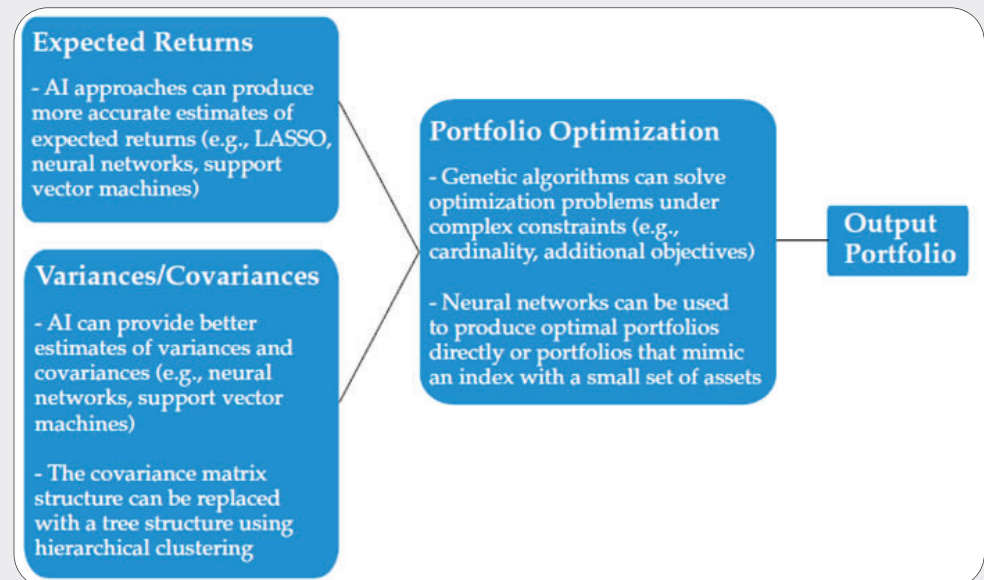 Expected Returns
- AI approaches can produce
more accurate estimates of
expected returns (e.g., LASSO,
neural networks, support
vector machines)
Variances/Covariances
- AI can provide better
estimates of variances and
covariances (e.g., neural
networks, support vector
machines)
- The covariance matrix
structure can be replaced
with a tree structure using
hierarchical clustering
Portfolio Optimization
- Genetic algorithms can solve
optimization problems under
complex constraints (e.g.,
cardinality, additional objectives)
- Neural networks can be used
to produce optimal portfolios
directly or portfolios that mimic
an index with a small set of assets
Output
Portfolio